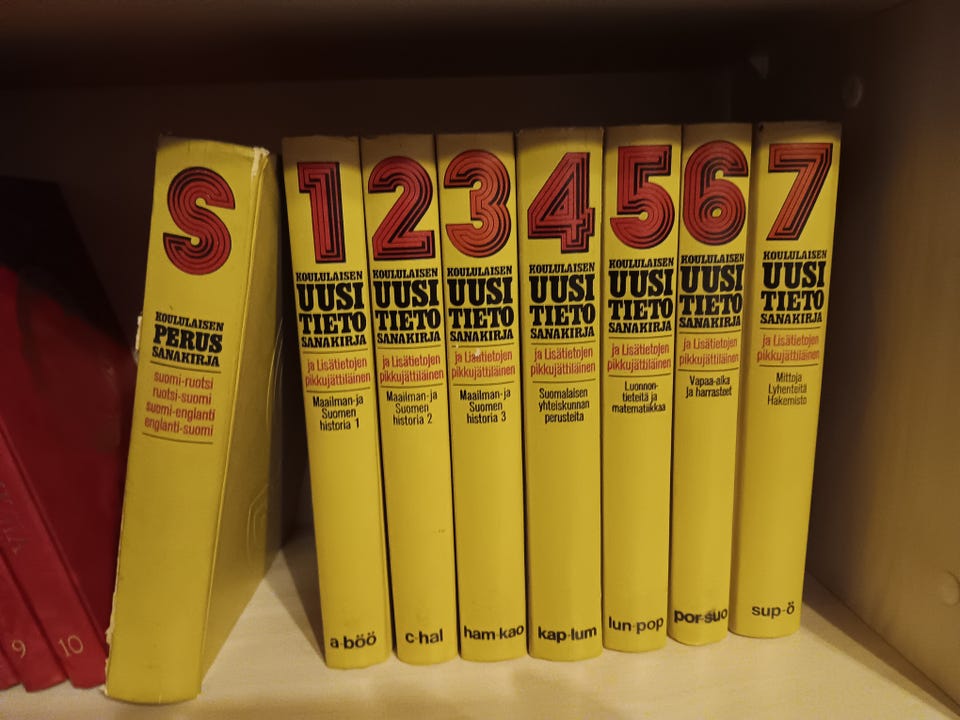 S
KOULULAISEN
PERUS
SANAKIRJA
suomi-ruotsi
ruotsi-suomi
suomi-englanti
englanti-suomi
1
KOULULAISEN
UUSI
TIETO
SANAKIRJA
ja Lisätietojen
pikkujättiläinen
Maailman-ja
Suomen
historia 1
a-böö
2
KOULULAISEN
UUSI
TIETO
SANAKIRJA
ja Lisätietojen
pikkujättiläinen
Maailman-ja
Suomen
historia 2
c-hal
3
KOULULAISEN
UUSI
TIETO
SANAKIRJA
ja Lisätietojen
pikkujättiläinen
Maailman-ja
Suomen
historia 3
ham-kao
4
KOULULAISEN
UUSI
TIETO
SANAKIRJA
ja Lisätietojen
pikkujättiläinen
Suomalaisen
yhteiskunnan
perusteita
kap-lum
5
KOULULAISEN
UUSI
TIETO
SANAKIRJA
ja Lisätietojen
pikkujättiläinen
Luonnon-
tieteitä ja
matematiikkaa
lun-pop
6
KOULULAISEN
UUSI
TIETO
SANAKIRJA
ja Lisätietojen
pikkujättiläinen
Vapaa-aika
ja harrasteet
por-suo
7
KOULULAISEN
UUSI
TIETO
SANAKIRJA
ja Lisätietojen
pikkujättiläinen
Mittoja
Lyhenteitä
Hakemisto
sup-ö
9
10